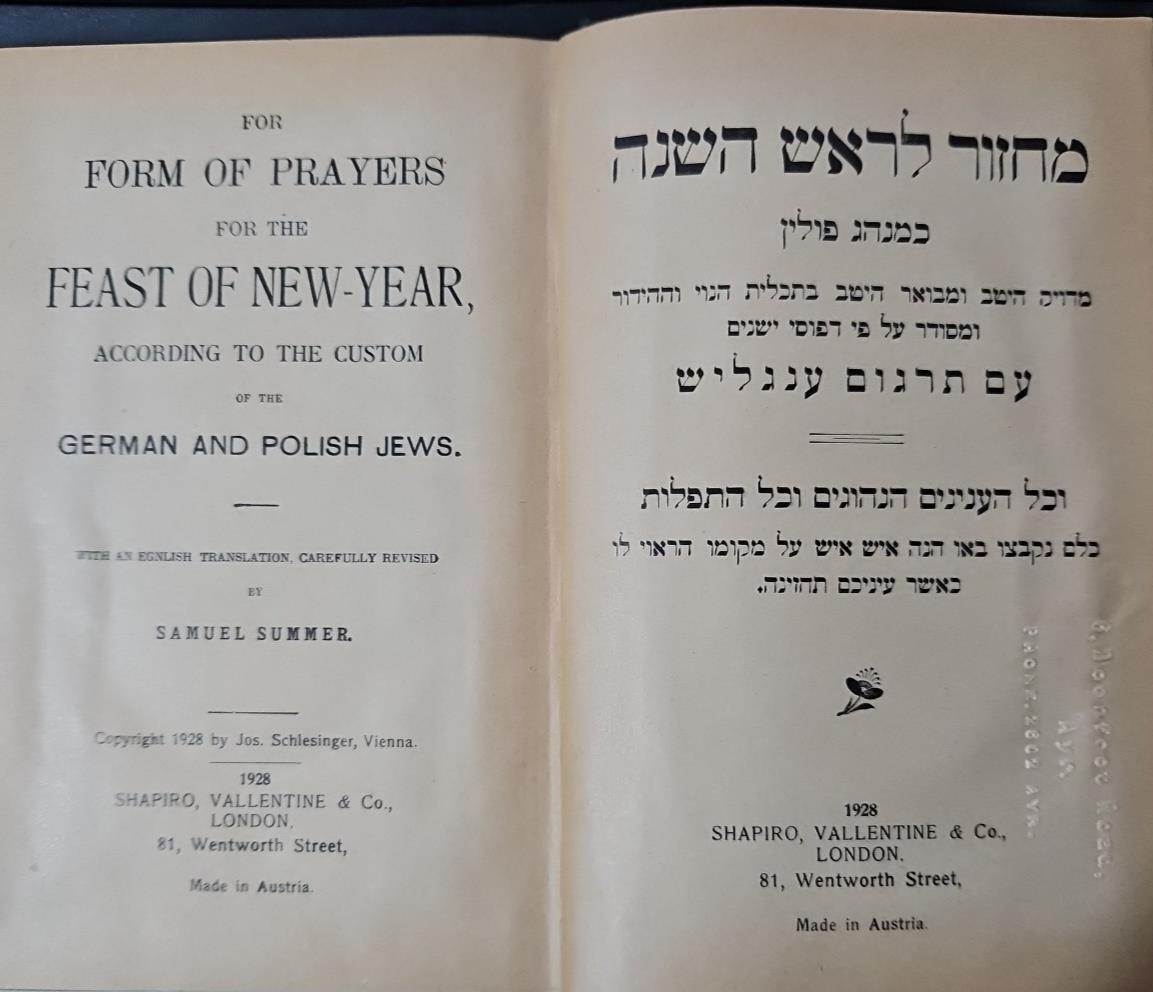 FOR
FORM OF PRAYERS
FOR THE
FEAST OF NEW-YEAR,
ACCORDING TO THE CUSTOM
OF THE
GERMAN AND POLISH JEWS.
WITH AN EGNLISH TRANSLATION, CAREFULLY REVISED
BY
SAMUEL SUMMER.
Copyright 1928 by Jos. Schlesinger, Vienna.
1928
SHAPIRO, VALLENTINE & Co.,
LONDON.
81, Wentworth Street,
Made in Austria.
מחזור לראש השנה
כמנהג פולין
מדויק היטב ומבואר היטב בתכלית הנוי וההידור
ומסודר על פי דפוסי ישנים
עם תרגום ענגליש
וכל הענינים הנהוגים וכל התפלות
כלם נקבצו באו הנה איש איש על מקומו הראוי לו
כאשר עיניכם תחזינה.
1928
SHAPIRO, VALLENTINE & Co.,
LONDON.
81, Wentworth Street,
Made in Austria.
Road,
Ayr
PHONE. 2802 AYR.